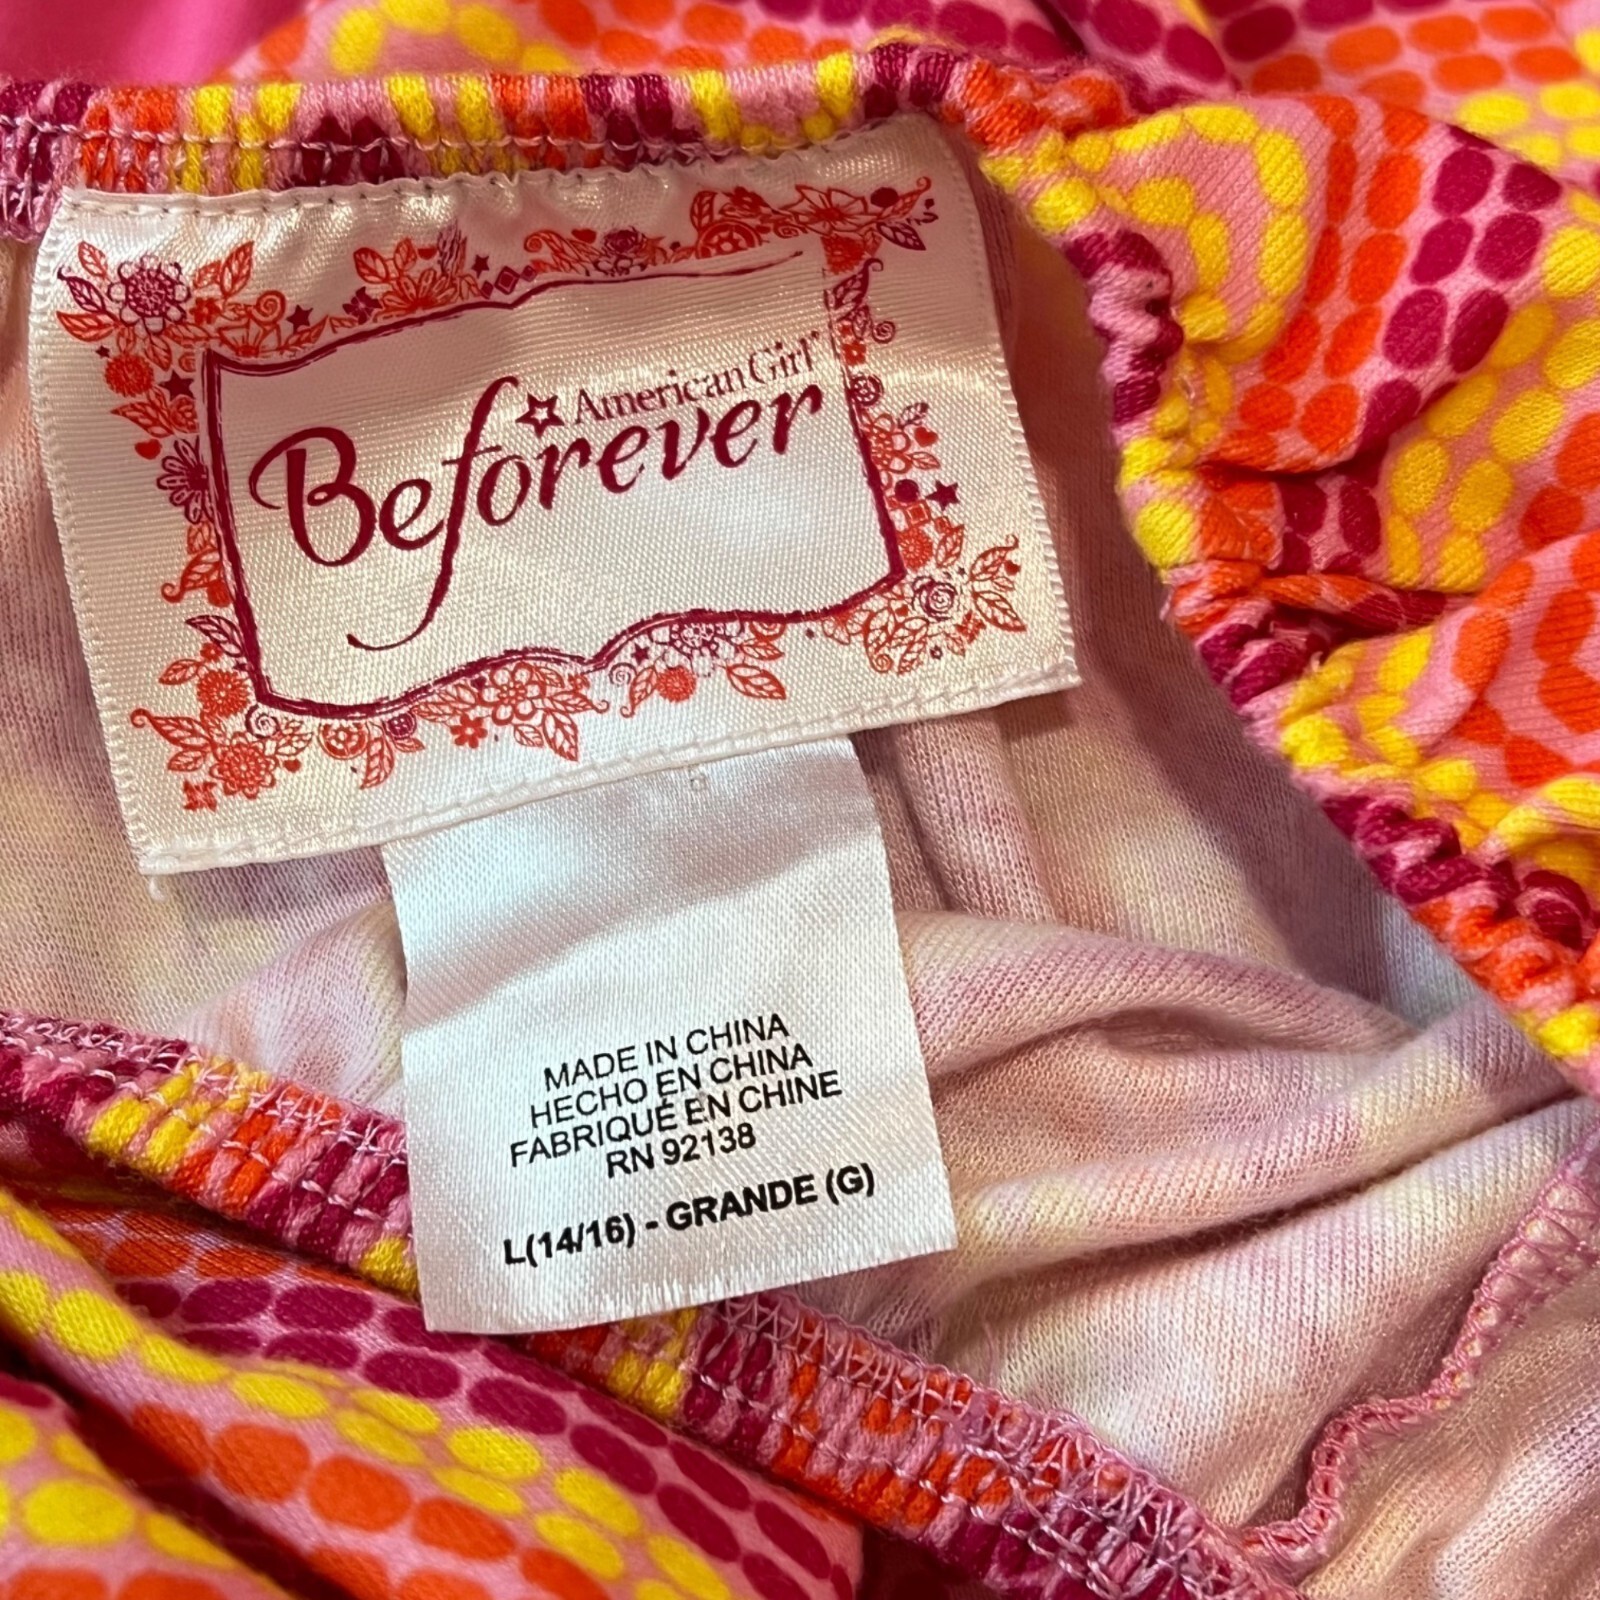 American Girl®
Beforever
MADE IN CHINA
HECHO EN CHINA
FABRIQUÉ EN CHINE
RN 92138
L(14/16) - GRANDE (G)